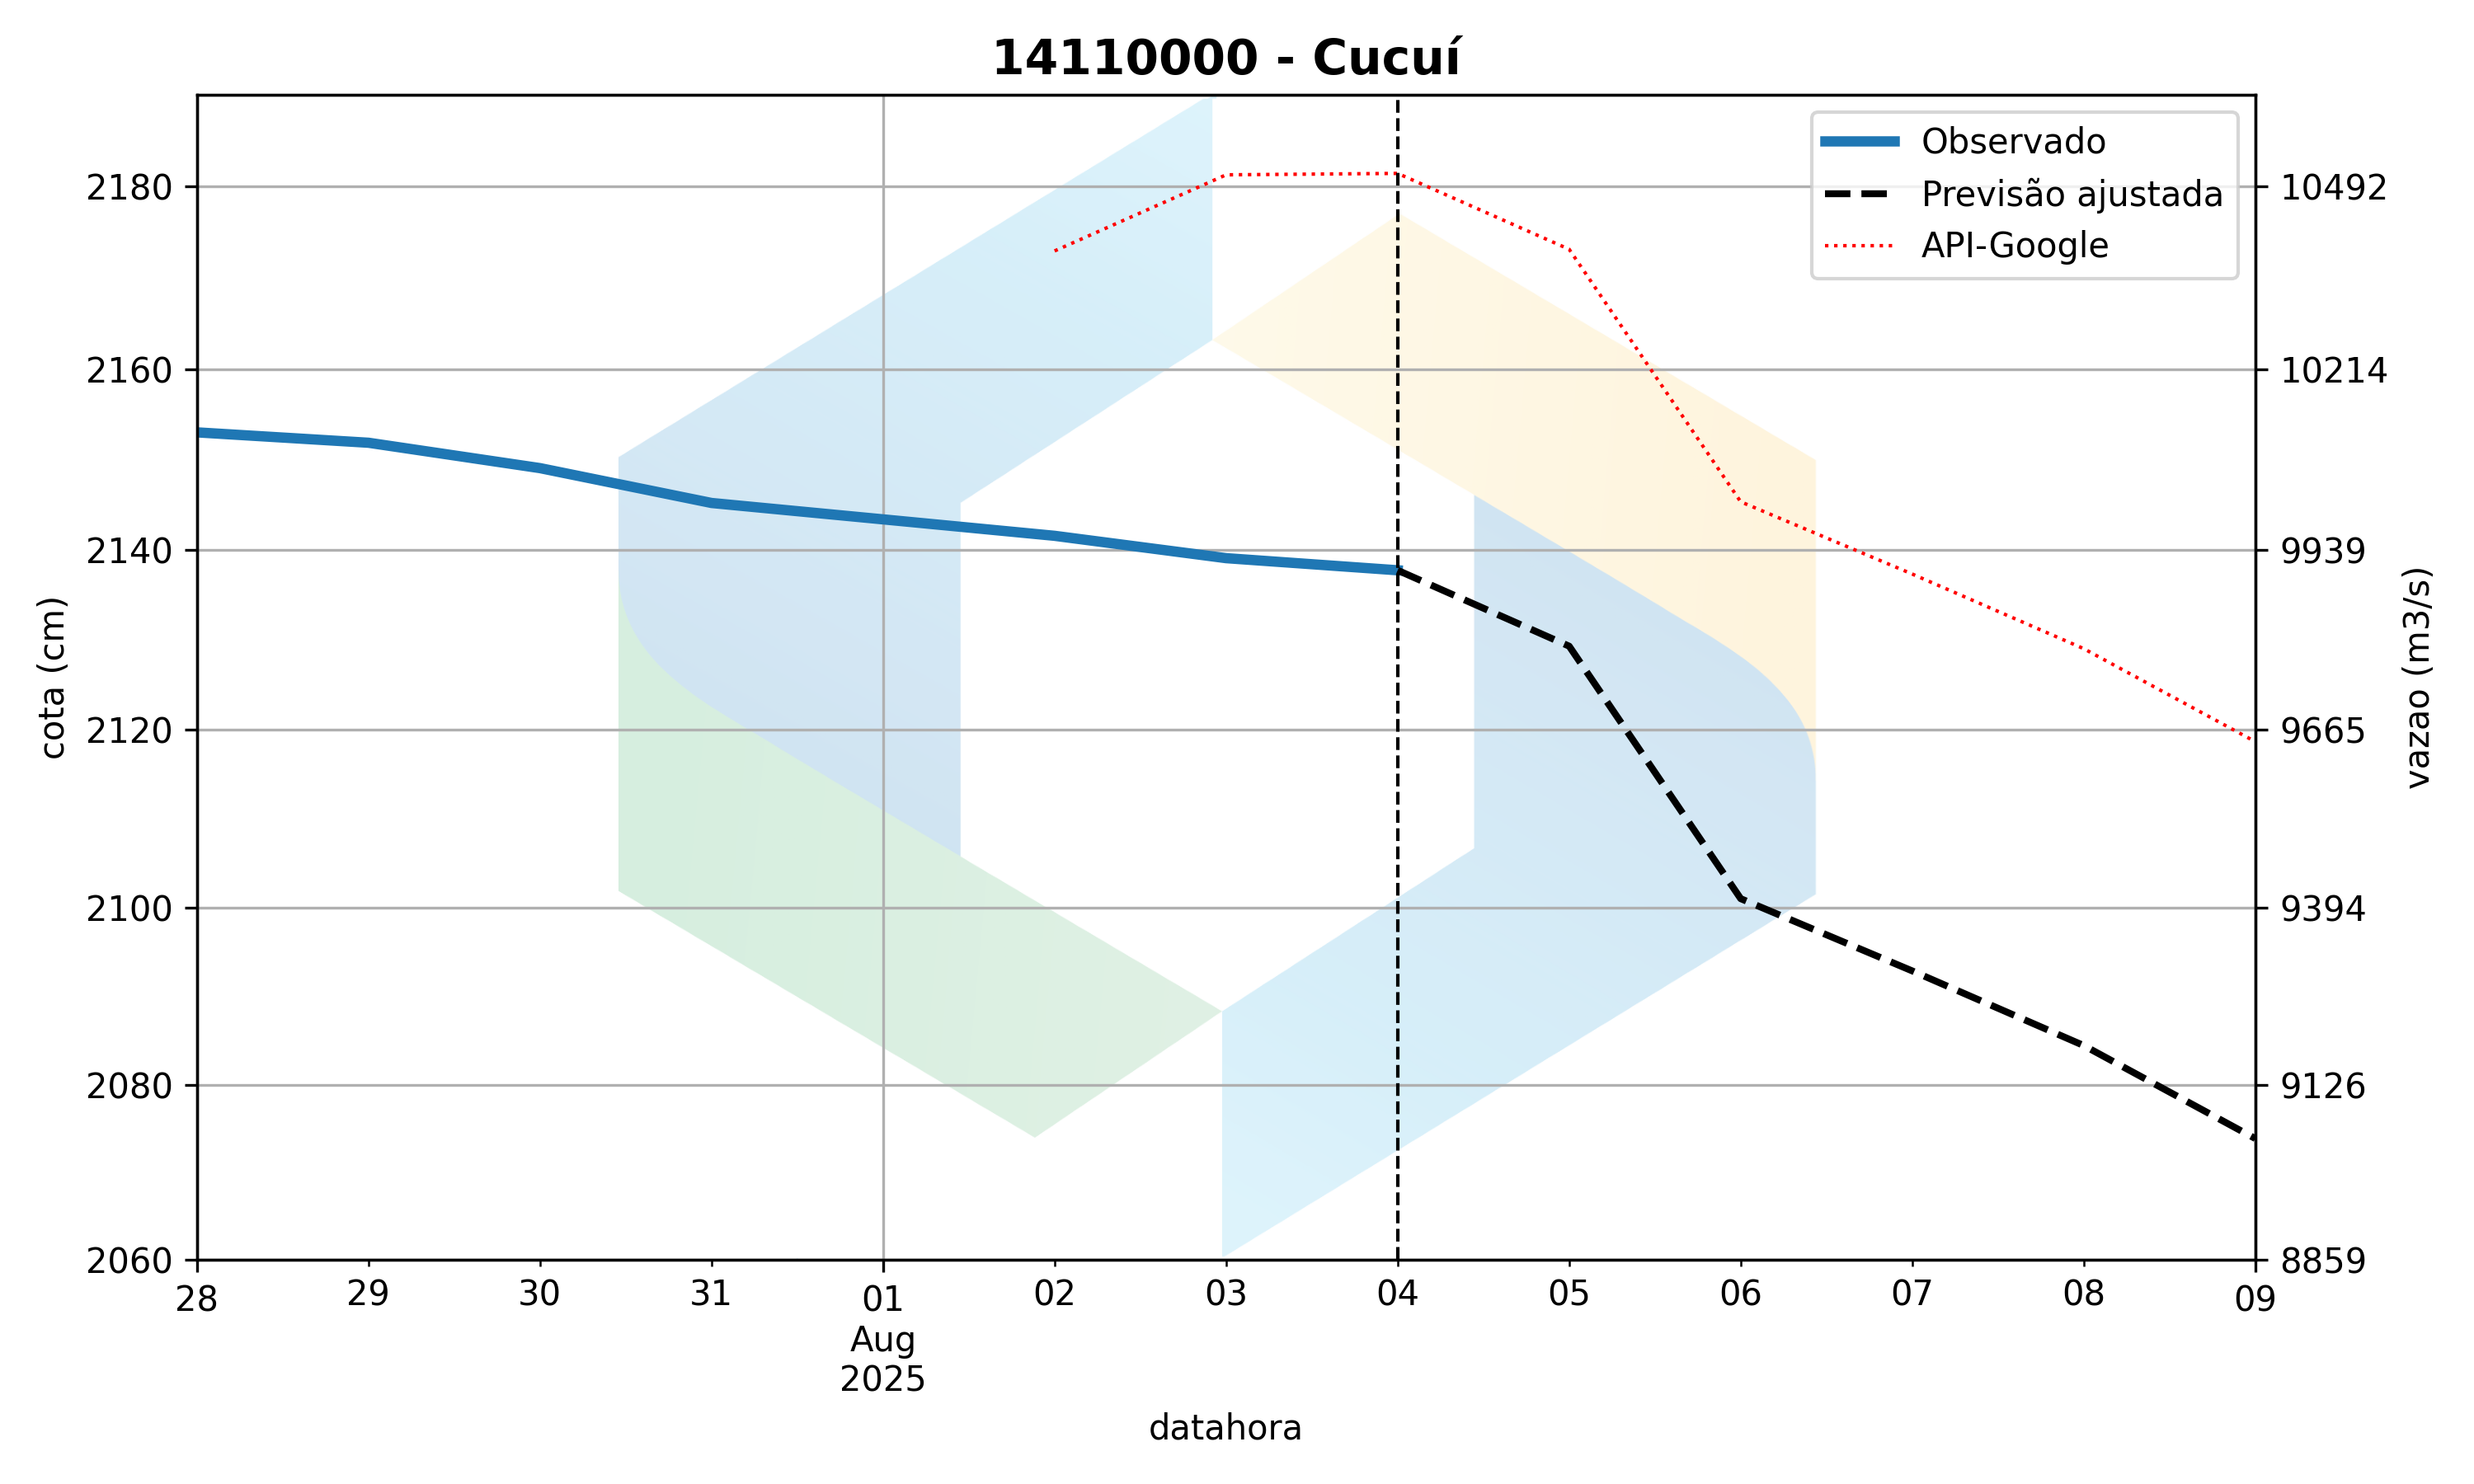 14110000 - Cucuí
Observado
Previsão ajustada
API-Google
2180
2160
2140
2120
2100
2080
2060
cota (cm)
10492
10214
9939
9665
9394
9126
8859
vazao (m3/s)
28 29 30 31 01 02 03 04 05 06 07 08 09
Aug
2025
datahora